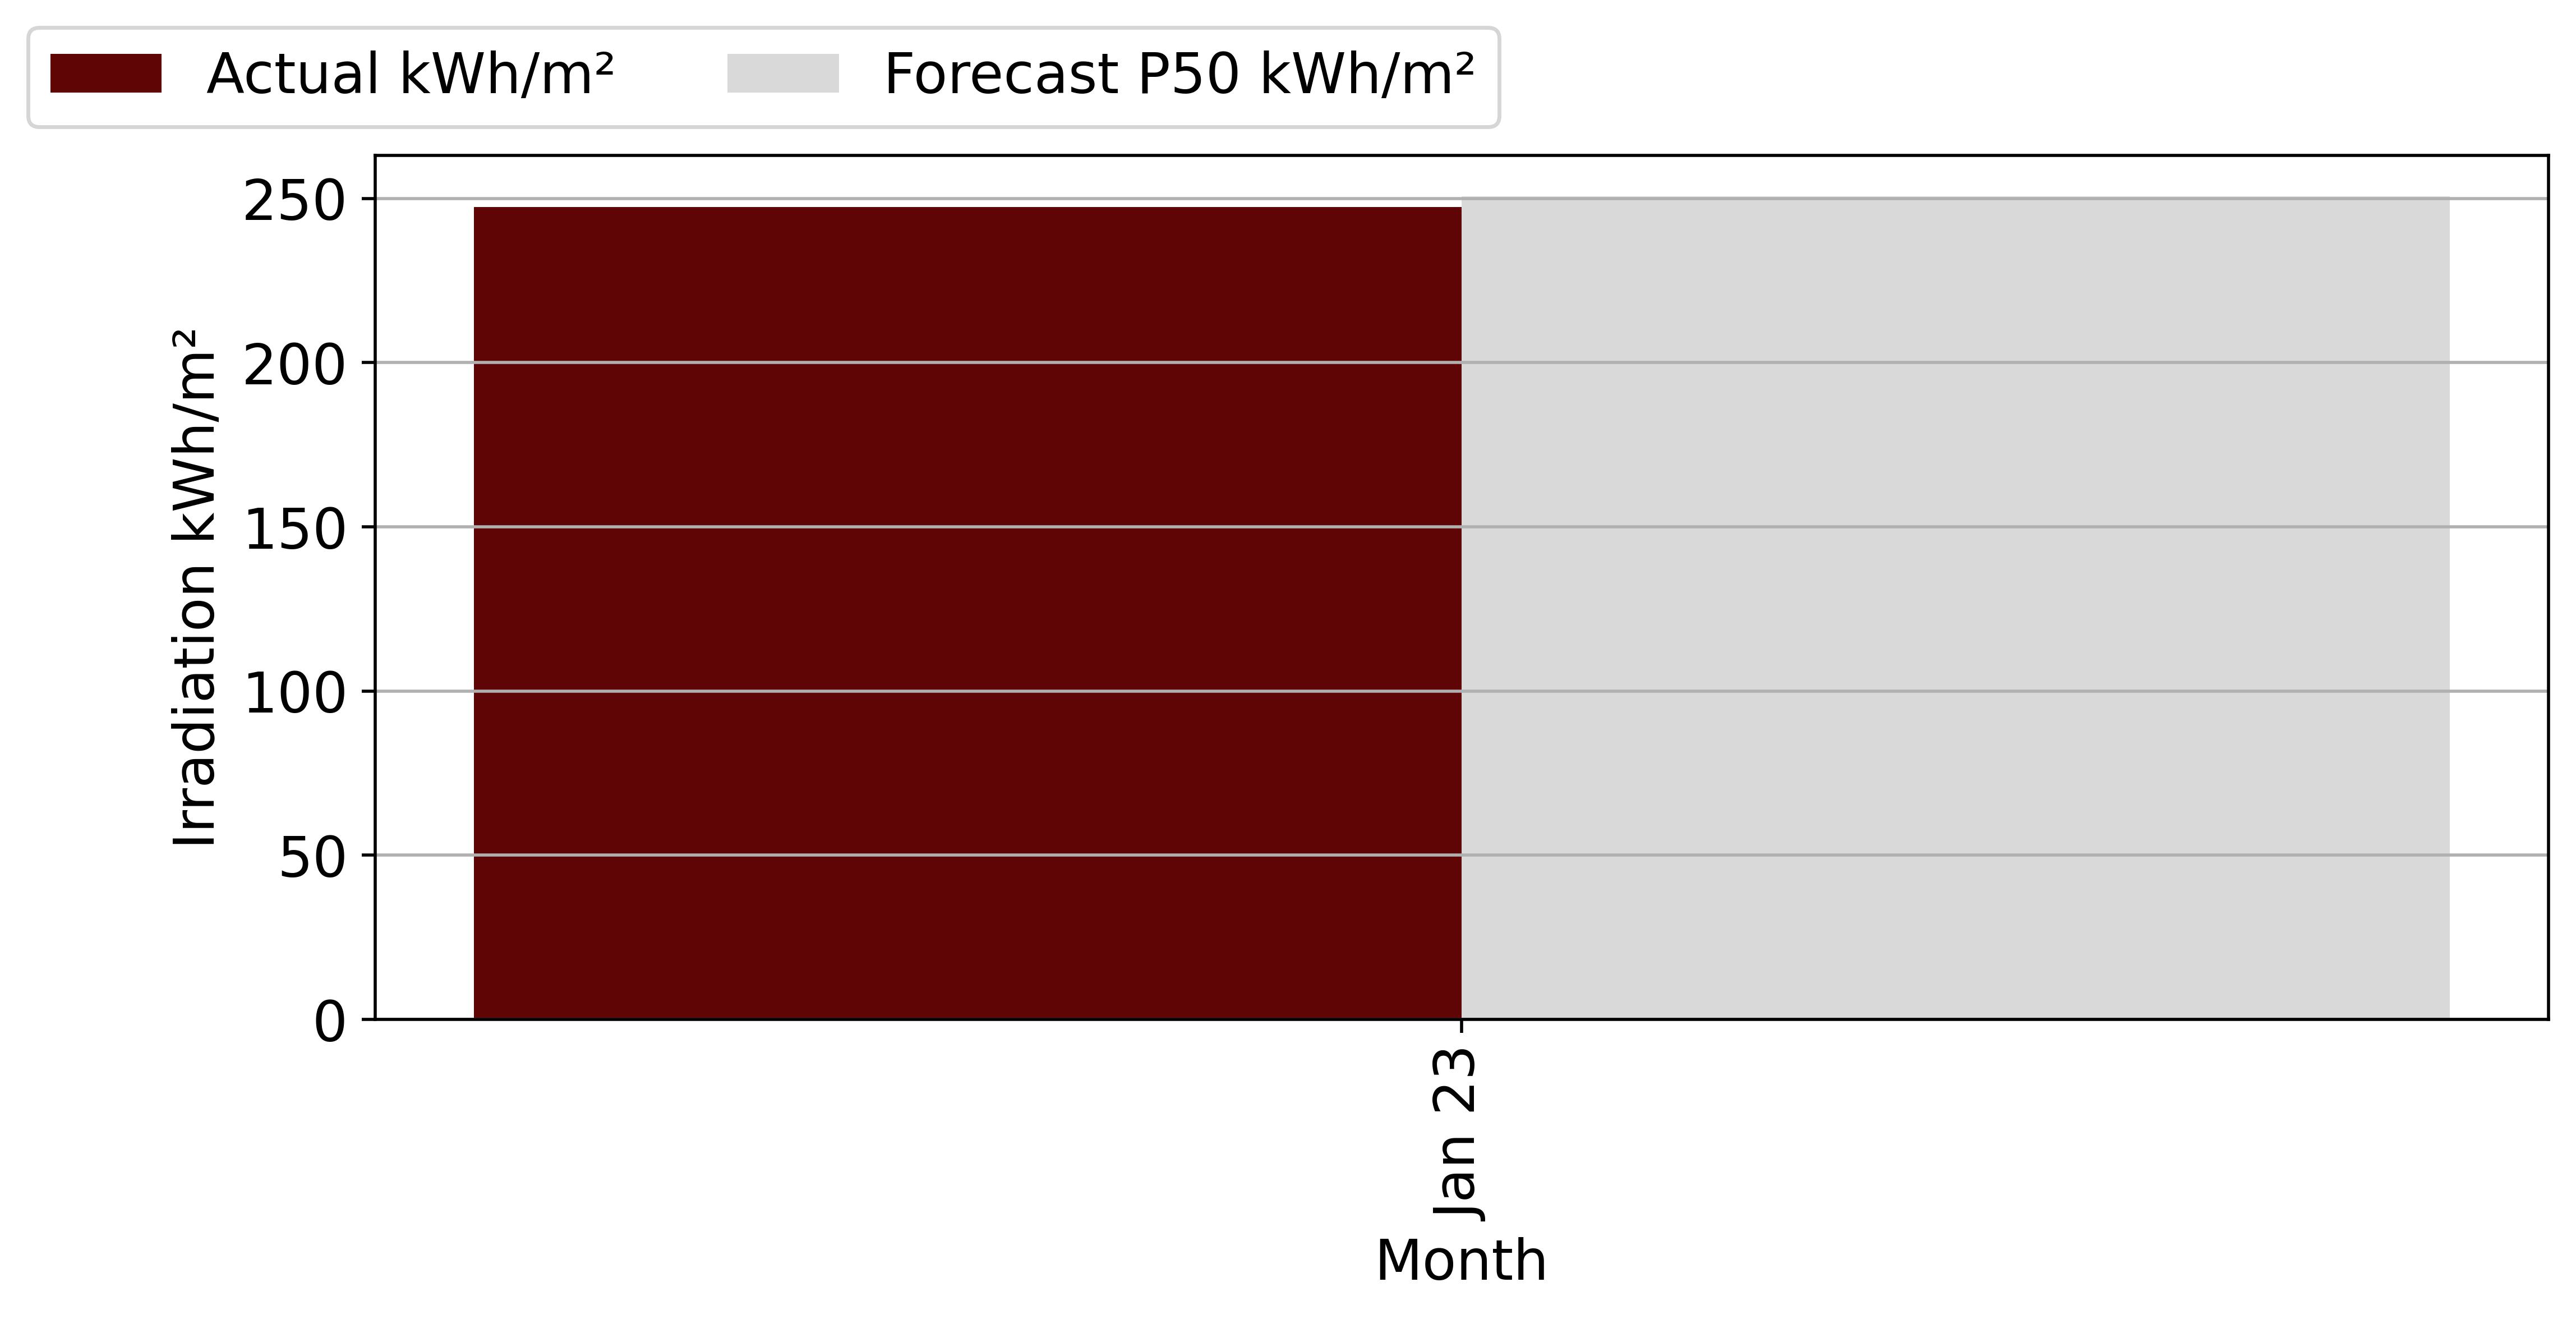 Actual kWh/m² Forecast P50 kWh/m²
250
200
150
100
50
0
Irradiation kWh/m²
Jan 23
Month